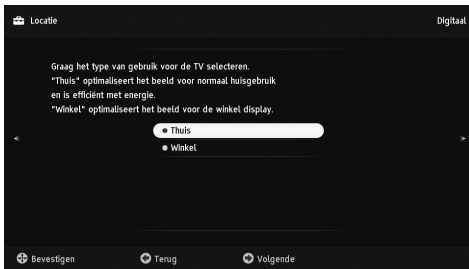 Locatie
Digitaal
Graag het type van gebruik voor de TV selecteren.
"Thuis" optimaliseert het beeld voor normaal huisgebruik
en is efficiënt met energie.
"Winkel" optimaliseert het beeld voor de winkel display.
Thuis
Winkel
Bevestigen Terug Volgende